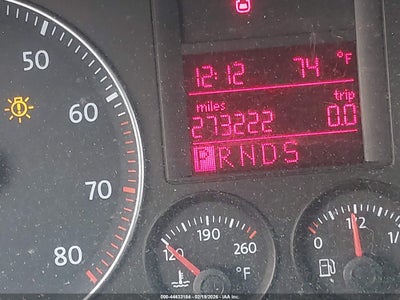 50
60
70
80
12:12 74 °F
miles trip
273222 0.0
PRNDS
120 190 260
°F
0 1/2 1/
000-44633184 - 02/19/2026 - IAA Inc.